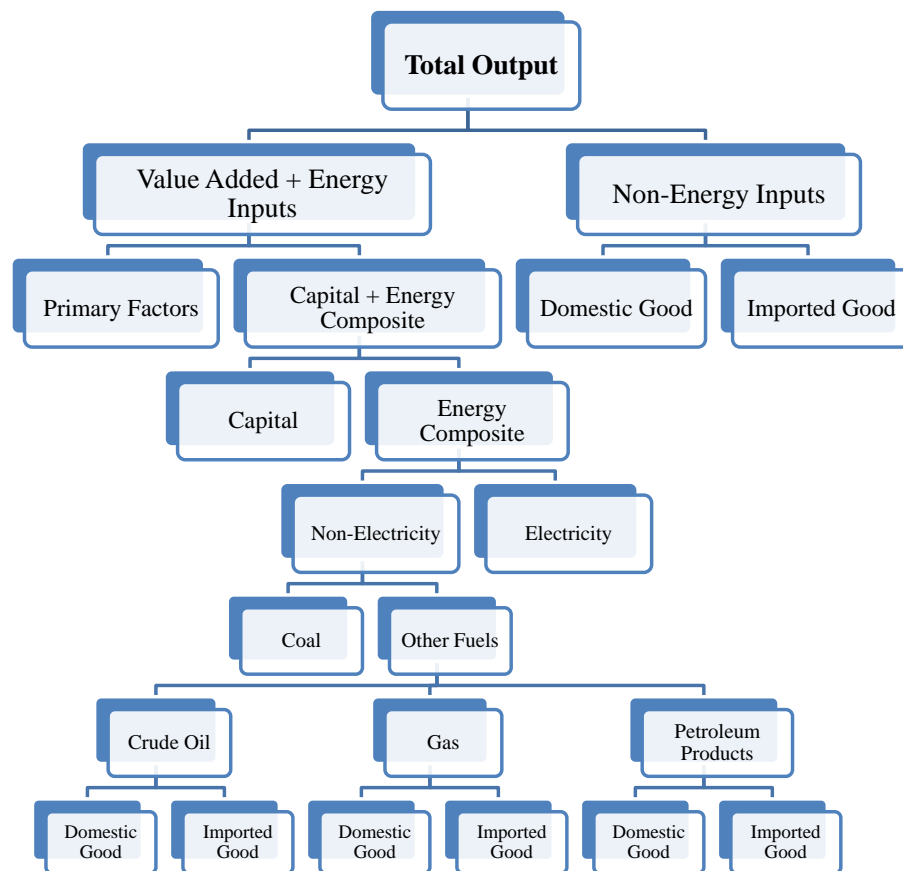 Total Output
Value Added + Energy
Inputs
Non-Energy Inputs
Primary Factors
Capital + Energy
Composite
Domestic Good
Imported Good
Capital
Energy
Composite
Non-Electricity
Electricity
Coal
Other Fuels
Crude Oil
Gas
Petroleum
Products
Domestic
Good
Imported
Good
Domestic
Good
Imported
Good
Domestic
Good
Imported
Good